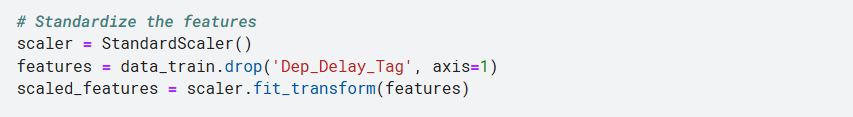 # Standardize the features
scaler = StandardScaler()
features = data_train.drop('Dep_Delay_Tag', axis=1)
scaled_features = scaler.fit_transform(features)